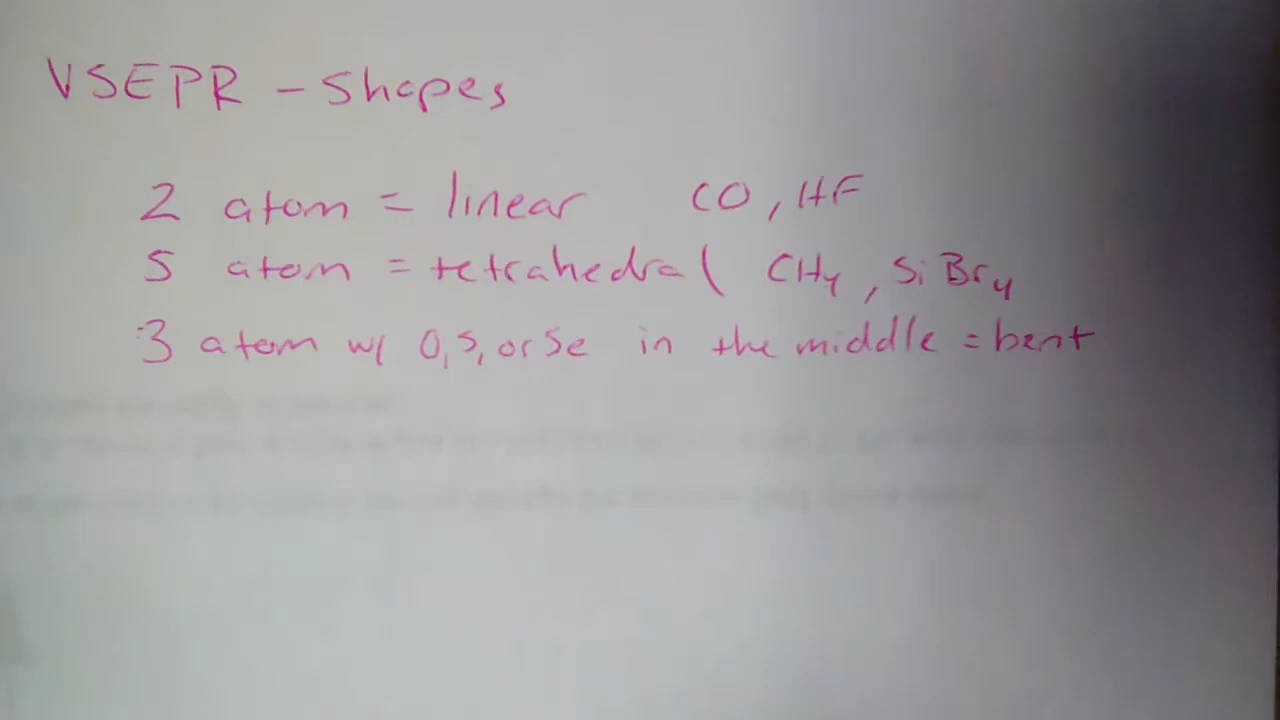 VSEPR - Shapes
2 atom = linear CO, HF
5 atom = tetrahedral CH4, SiBr4
3 atom w/ O, S, or Se in the middle = bent